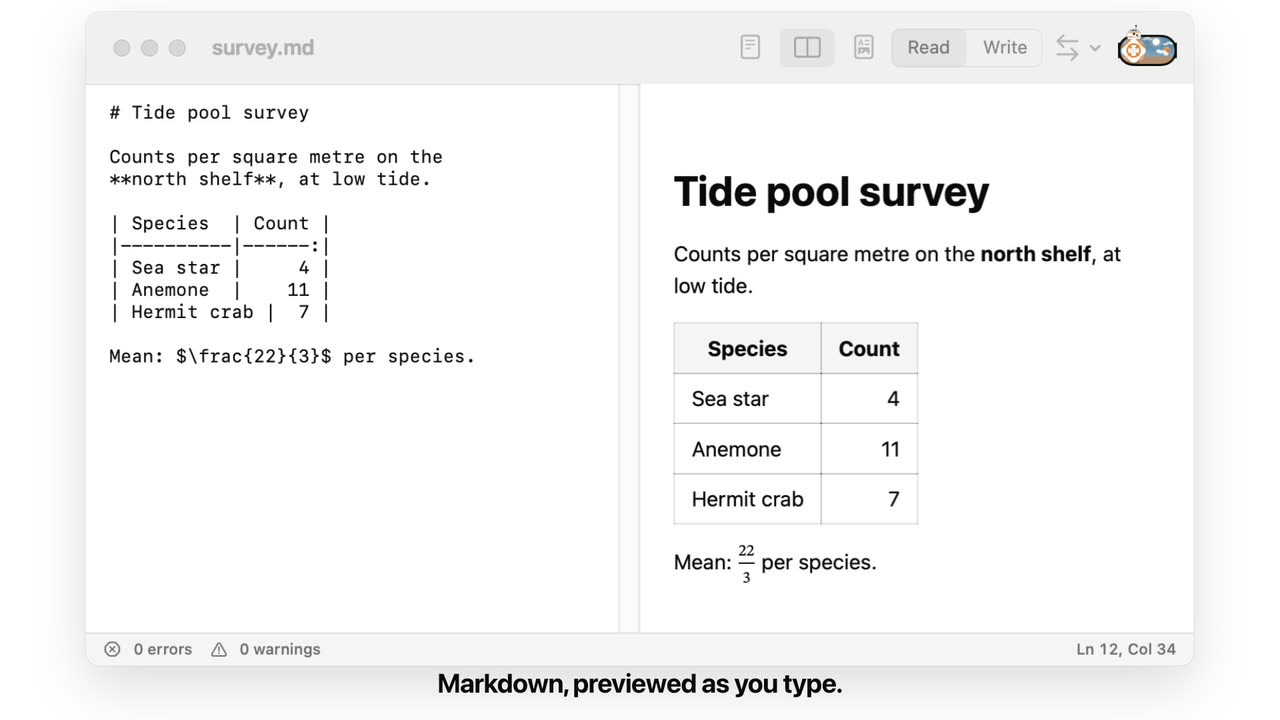 survey.md
Read Write
# Tide pool survey
Counts per square metre on the
**north shelf**, at low tide.
| Species  | Count |
|----------|------:|
| Sea star |     4 |
| Anemone  |    11 |
| Hermit crab |  7 |
Mean: $\frac{22}{3}$ per species.
Tide pool survey
Counts per square metre on the north shelf, at
low tide.
Species Count
Sea star 4
Anemone 11
Hermit crab 7
Mean: 22/3 per species.
0 errors 0 warnings
Ln 12, Col 34
Markdown, previewed as you type.